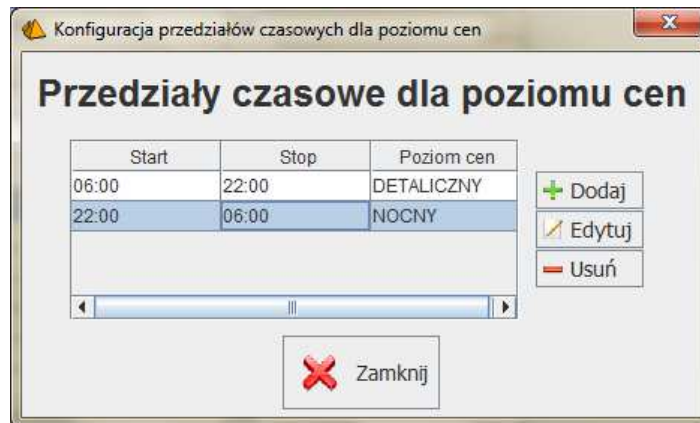 Konfiguracja przedziałów czasowych dla poziomu cen
Przedziały czasowe dla poziomu cen
Start Stop Poziom cen
06:00 22:00 DETALICZNY
22:00 06:00 NOCNY
Dodaj
Edytuj
Usuń
Zamknij